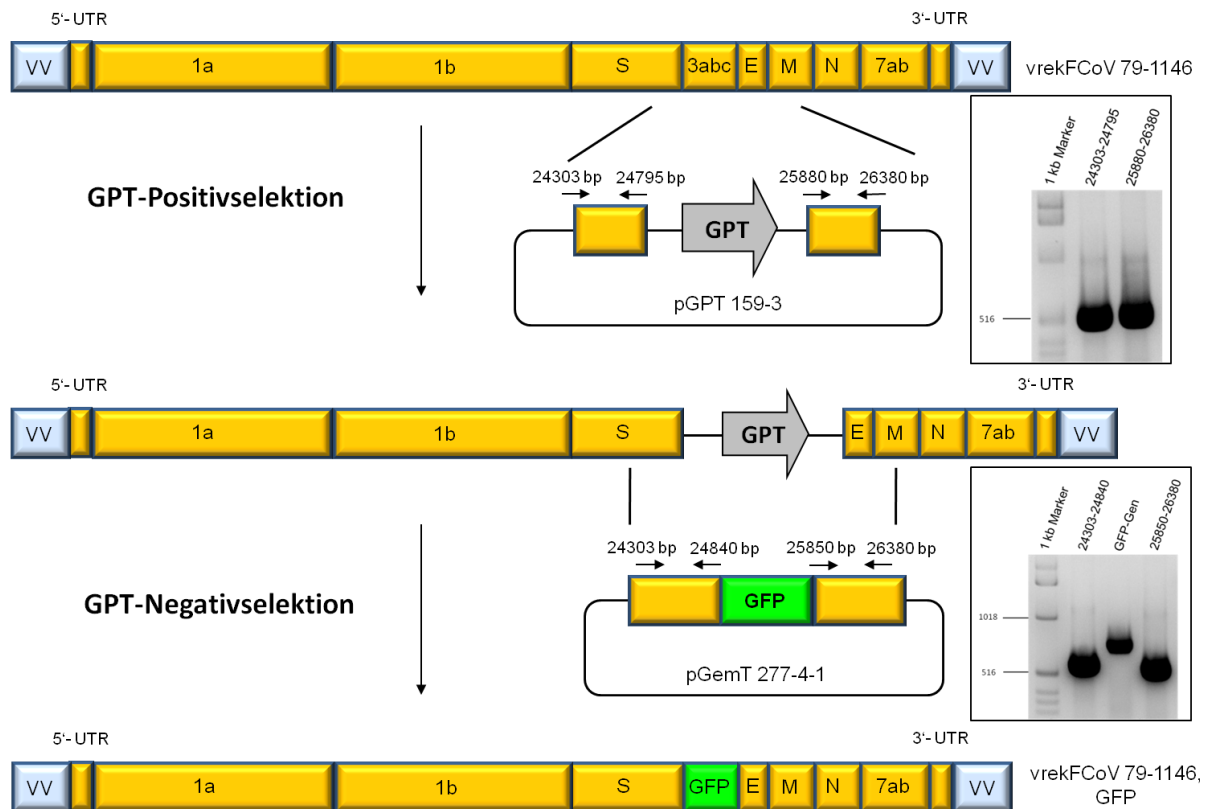 5‘- UTR
3‘- UTR
VV 1a 1b S 3abc E M N 7ab VV
vrekFCoV 79-1146
GPT-Positivselektion
24303 bp 24795 bp 25880 bp 26380 bp
GPT
pGPT 159-3
1 kb Marker
24303-24795
25880-26380
516
5‘- UTR
3‘- UTR
VV 1a 1b S GPT E M N 7ab VV
GPT-Negativselektion
24303 bp 24840 bp 25850 bp 26380 bp
GFP
pGemT 277-4-1
1 kb Marker
24303-24840
GFP-Gen
25850-26380
1018
516
5‘- UTR
3‘- UTR
VV 1a 1b S GFP E M N 7ab VV
vrekFCoV 79-1146,
GFP